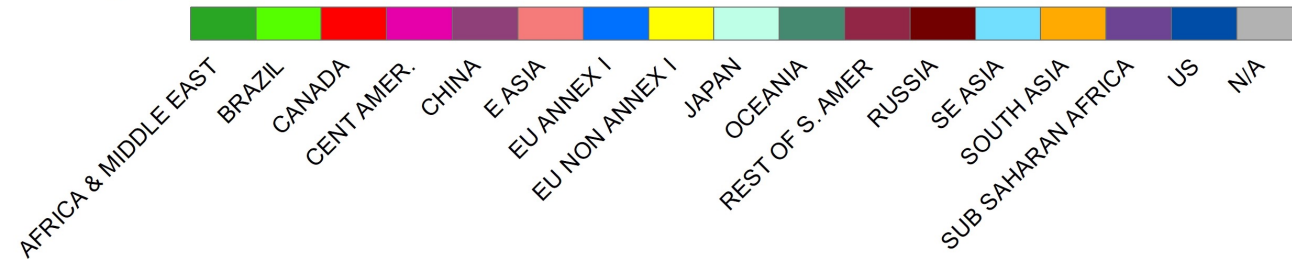 AFRICA & MIDDLE EAST
BRAZIL
CANADA
CENT AMER.
CHINA
E ASIA
EU ANNEX I
EU NON ANNEX I
JAPAN
OCEANIA
REST OF S. AMER
RUSSIA
SE ASIA
SOUTH ASIA
SUB SAHARAN AFRICA
US
N/A